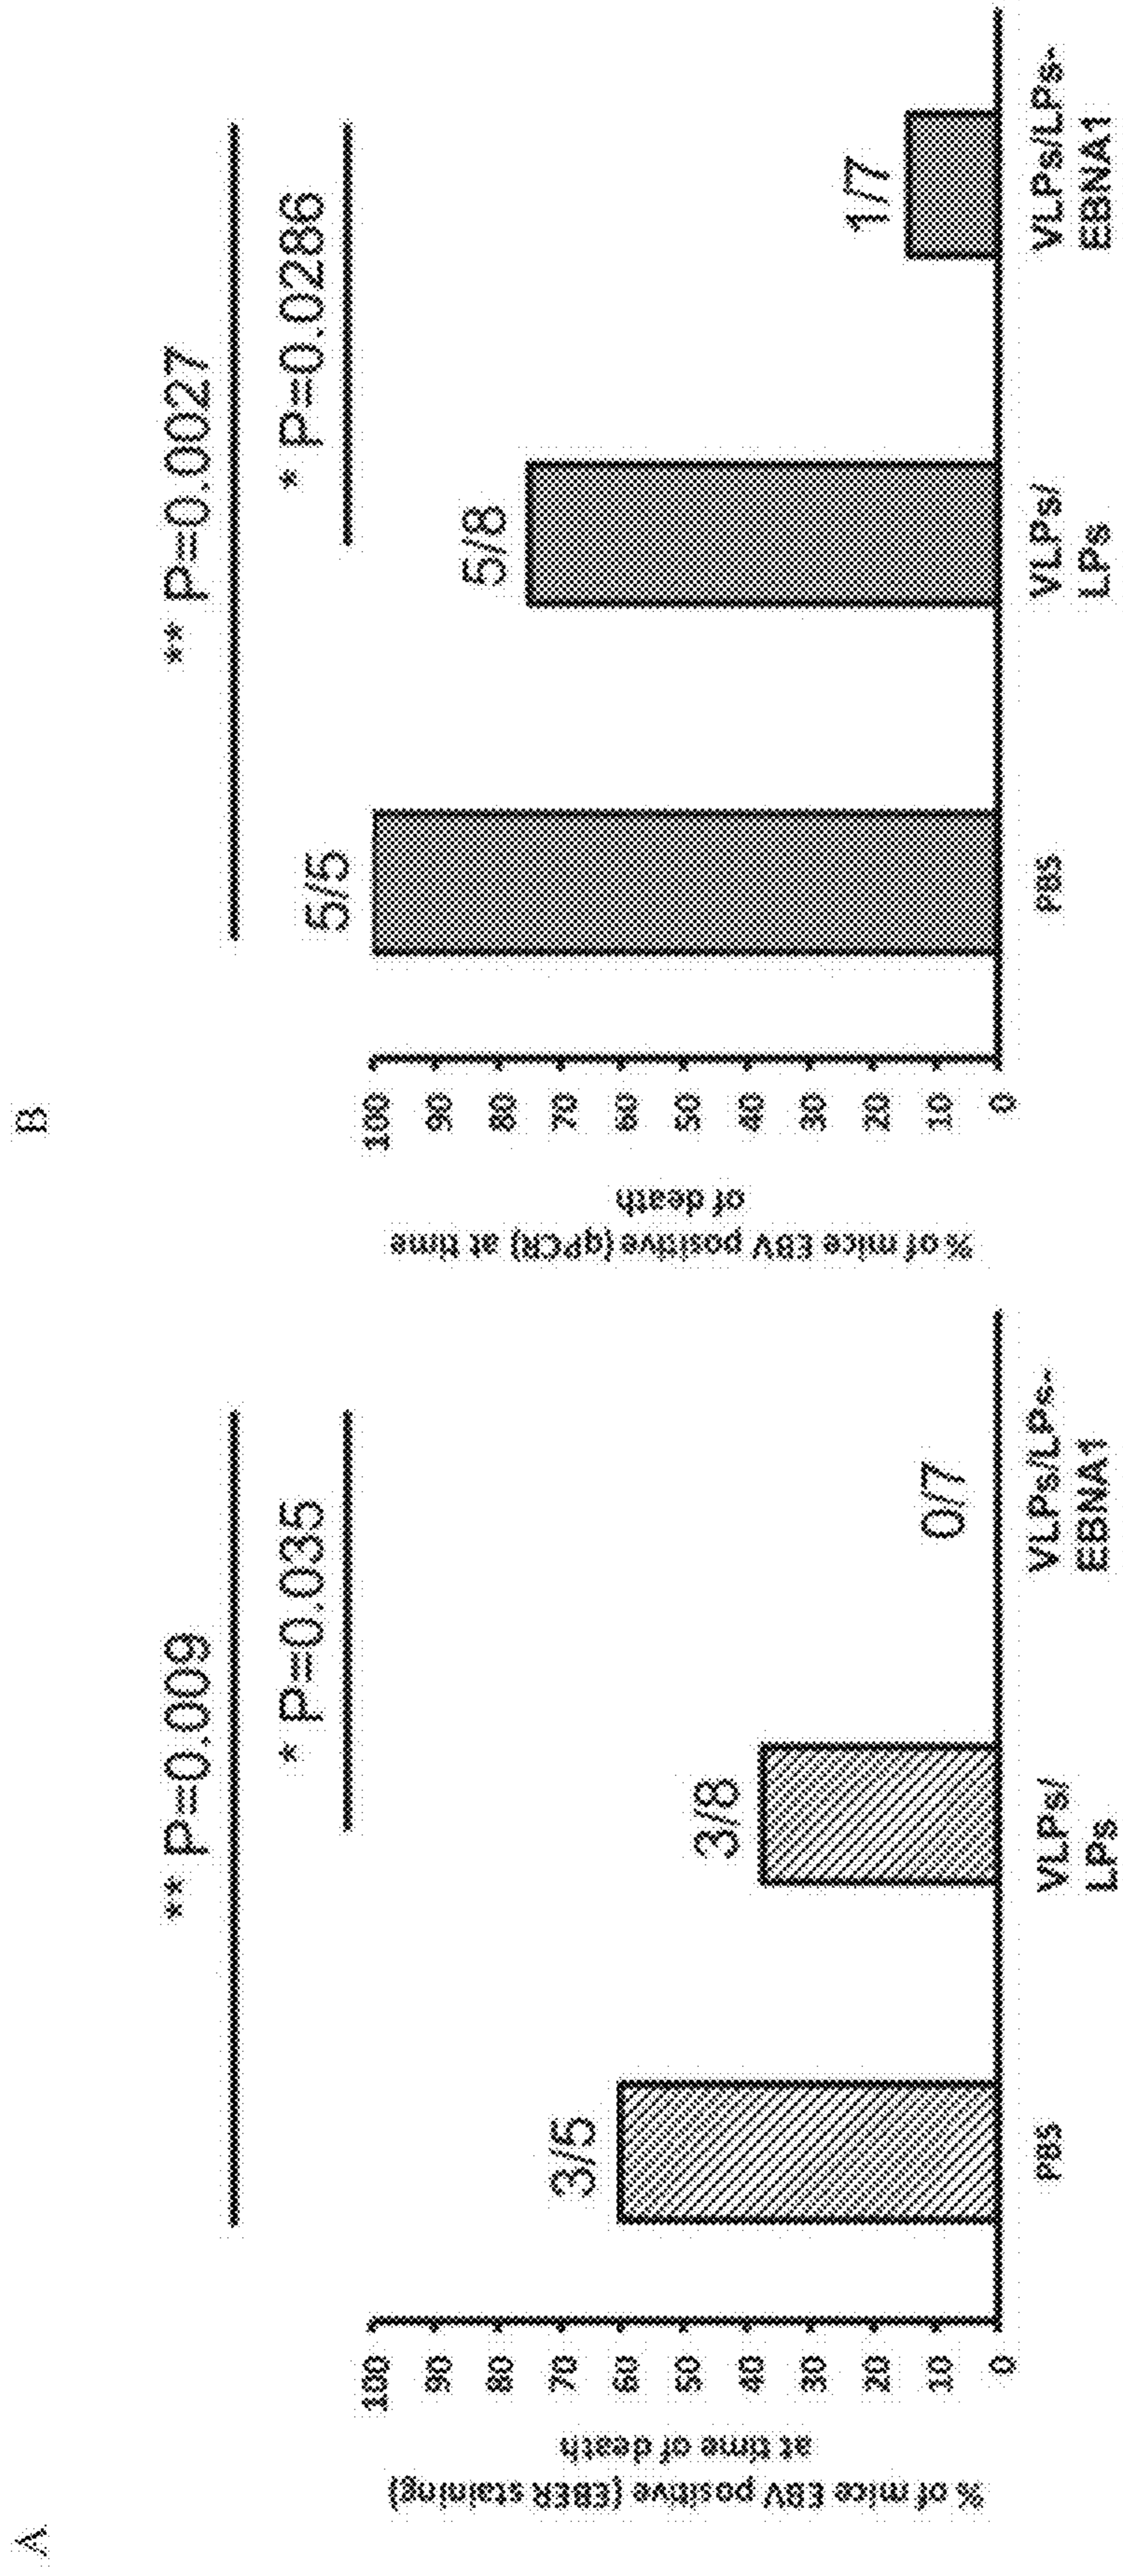 A
** P=0.009
* P=0.035
% of mice EBV positive (EBER staining)
at time of death
100
90
80
70
60
50
40
30
20
10
0
3/5
3/8
0/7
PBS
VLPs/
LPs
VLPs/LPs-
EBNA1
B
** P=0.0027
* P=0.0286
% of mice EBV positive (qPCR) at time
of death
100
90
80
70
60
50
40
30
20
10
0
5/5
5/8
1/7
PBS
VLPs/
LPs
VLPs/LPs-
EBNA1